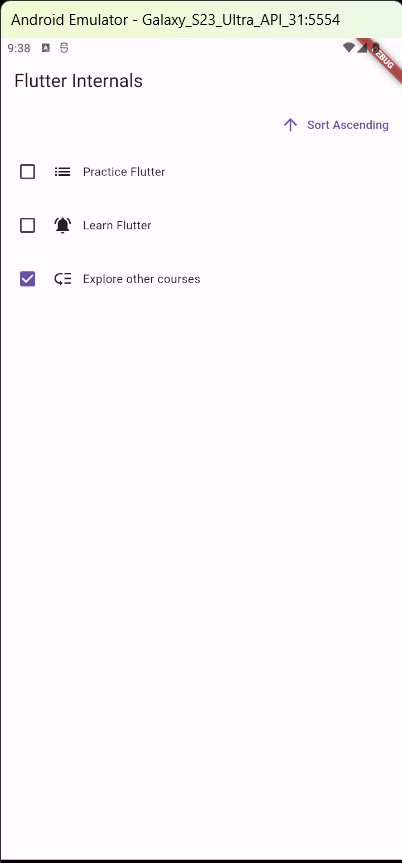 Android Emulator - Galaxy_S23_Ultra_API_31:5554
9:38
A
DEBUG
Flutter Internals
Sort Ascending
Practice Flutter
Learn Flutter
Explore other courses